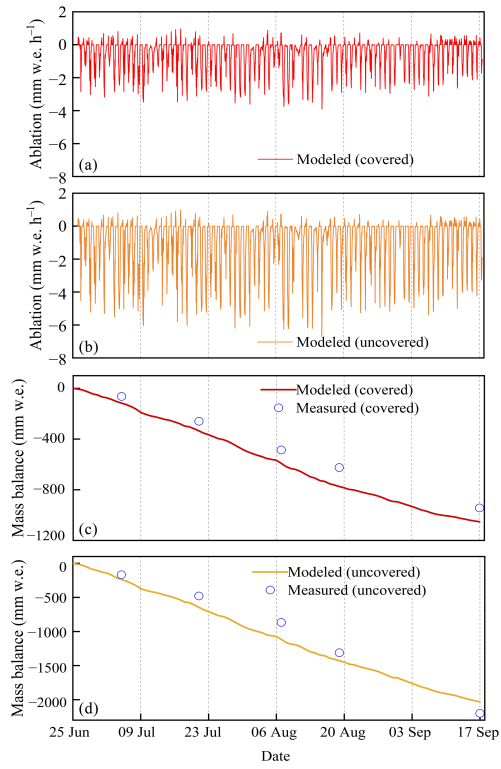 2
0
−2
−4
−6
−8
Ablation (mm w.e. h⁻¹)
(a)
Modeled (covered)
2
0
−2
−4
−6
−8
Ablation (mm w.e. h⁻¹)
(b)
Modeled (uncovered)
0
−400
−800
−1200
Mass balance (mm w.e.)
Modeled (covered)
Measured (covered)
(c)
0
−500
−1000
−1500
−2000
Mass balance (mm w.e.)
Modeled (uncovered)
Measured (uncovered)
(d)
25 Jun 09 Jul 23 Jul 06 Aug 20 Aug 03 Sep 17 Sep
Date